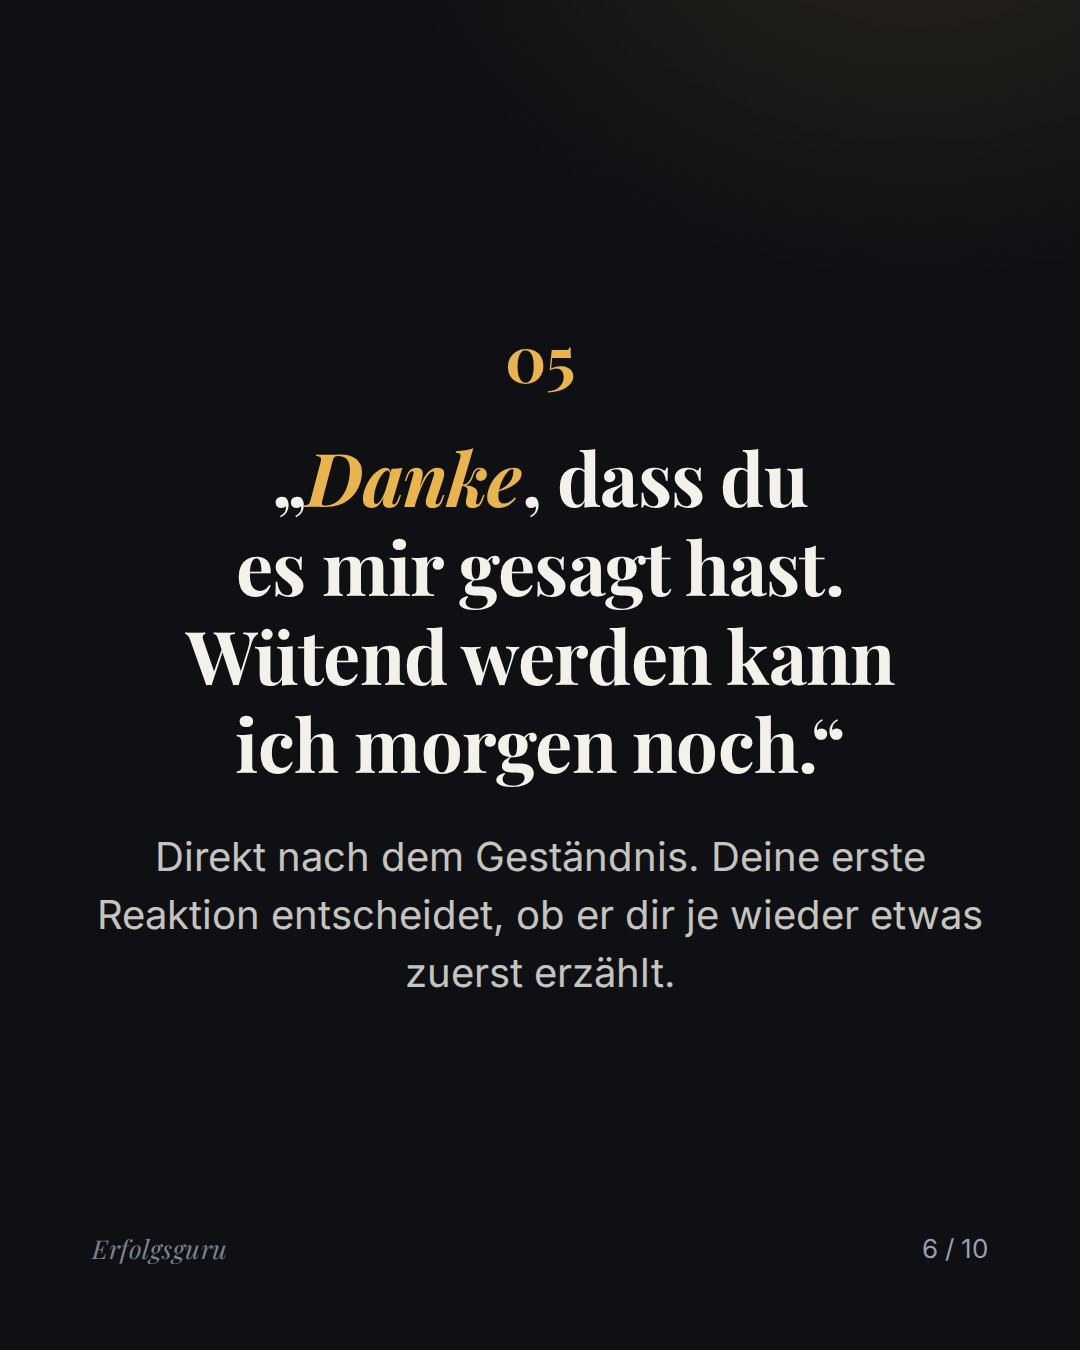 05
„Danke, dass du
es mir gesagt hast.
Wütend werden kann
ich morgen noch.“
Direkt nach dem Geständnis. Deine erste
Reaktion entscheidet, ob er dir je wieder etwas
zuerst erzählt.
Erfolgsguru
6 / 10